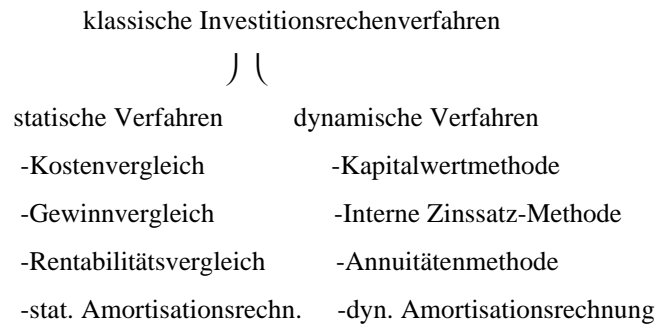 klassische Investitionsrechenverfahren
statische Verfahren dynamische Verfahren
-Kostenvergleich -Kapitalwertmethode
-Gewinnvergleich -Interne Zinssatz-Methode
-Rentabilitätsvergleich -Annuitätenmethode
-stat. Amortisationsrechn. -dyn. Amortisationsrechnung